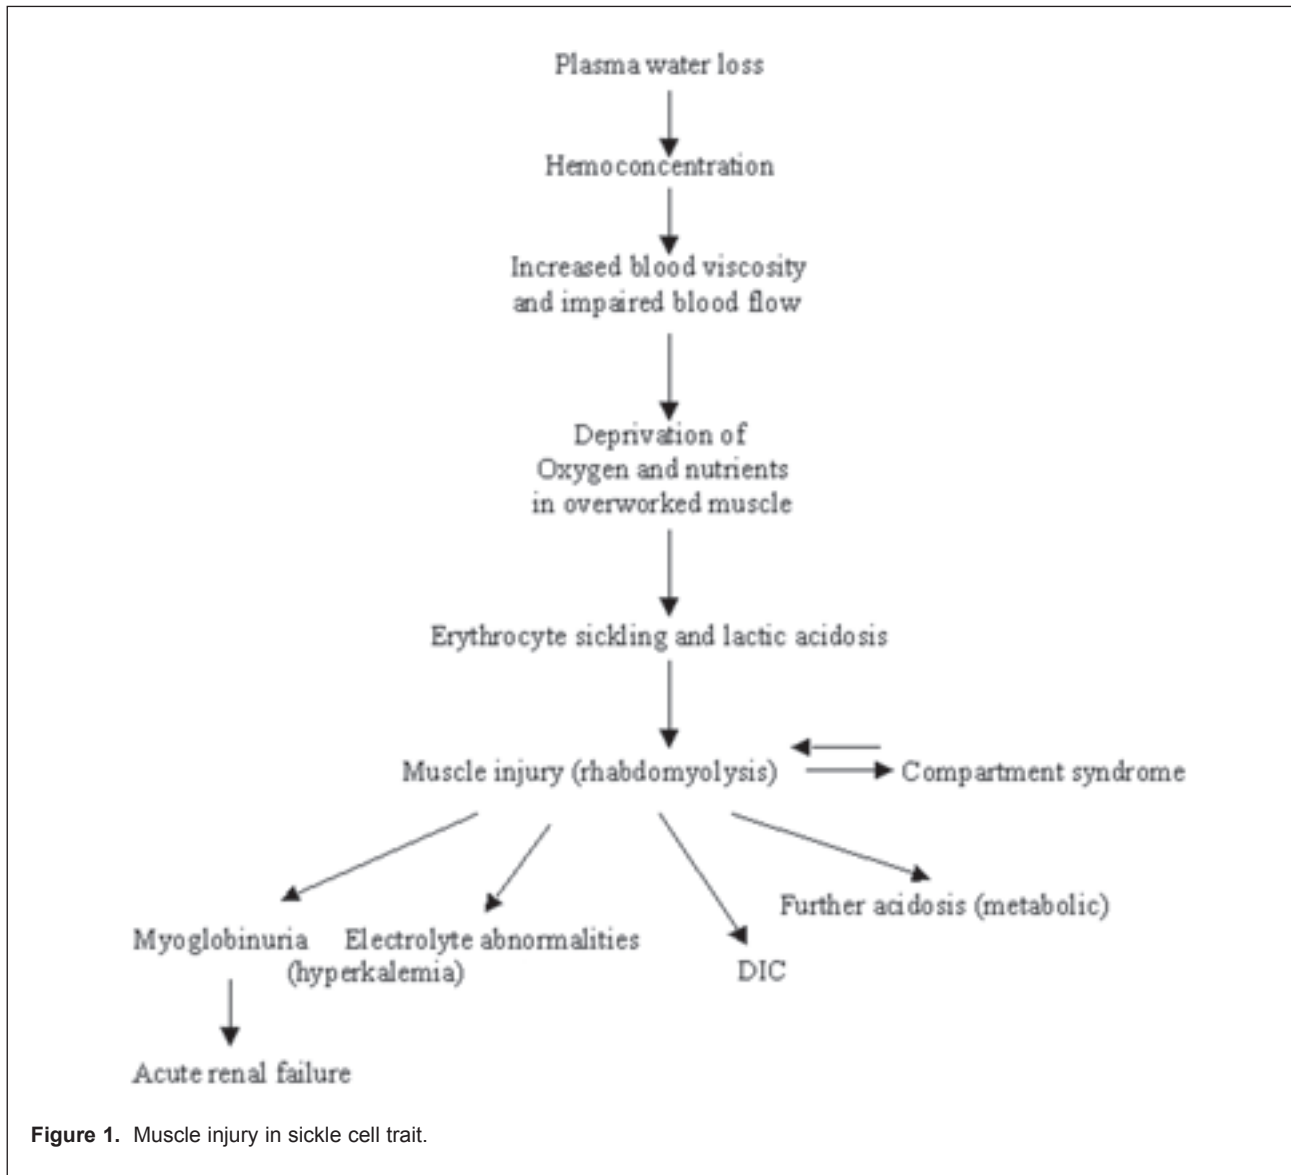 Plasma water loss
Hemoconcentration
Increased blood viscosity
and impaired blood flow
Deprivation of
Oxygen and nutrients
in overworked muscle
Erythrocyte sickling and lactic acidosis
Muscle injury (rhabdomyolysis)
Compartment syndrome
Further acidosis (metabolic)
Myoglobinuria
Electrolyte abnormalities
(hyperkalemia)
DIC
Acute renal failure
Figure 1. Muscle injury in sickle cell trait.